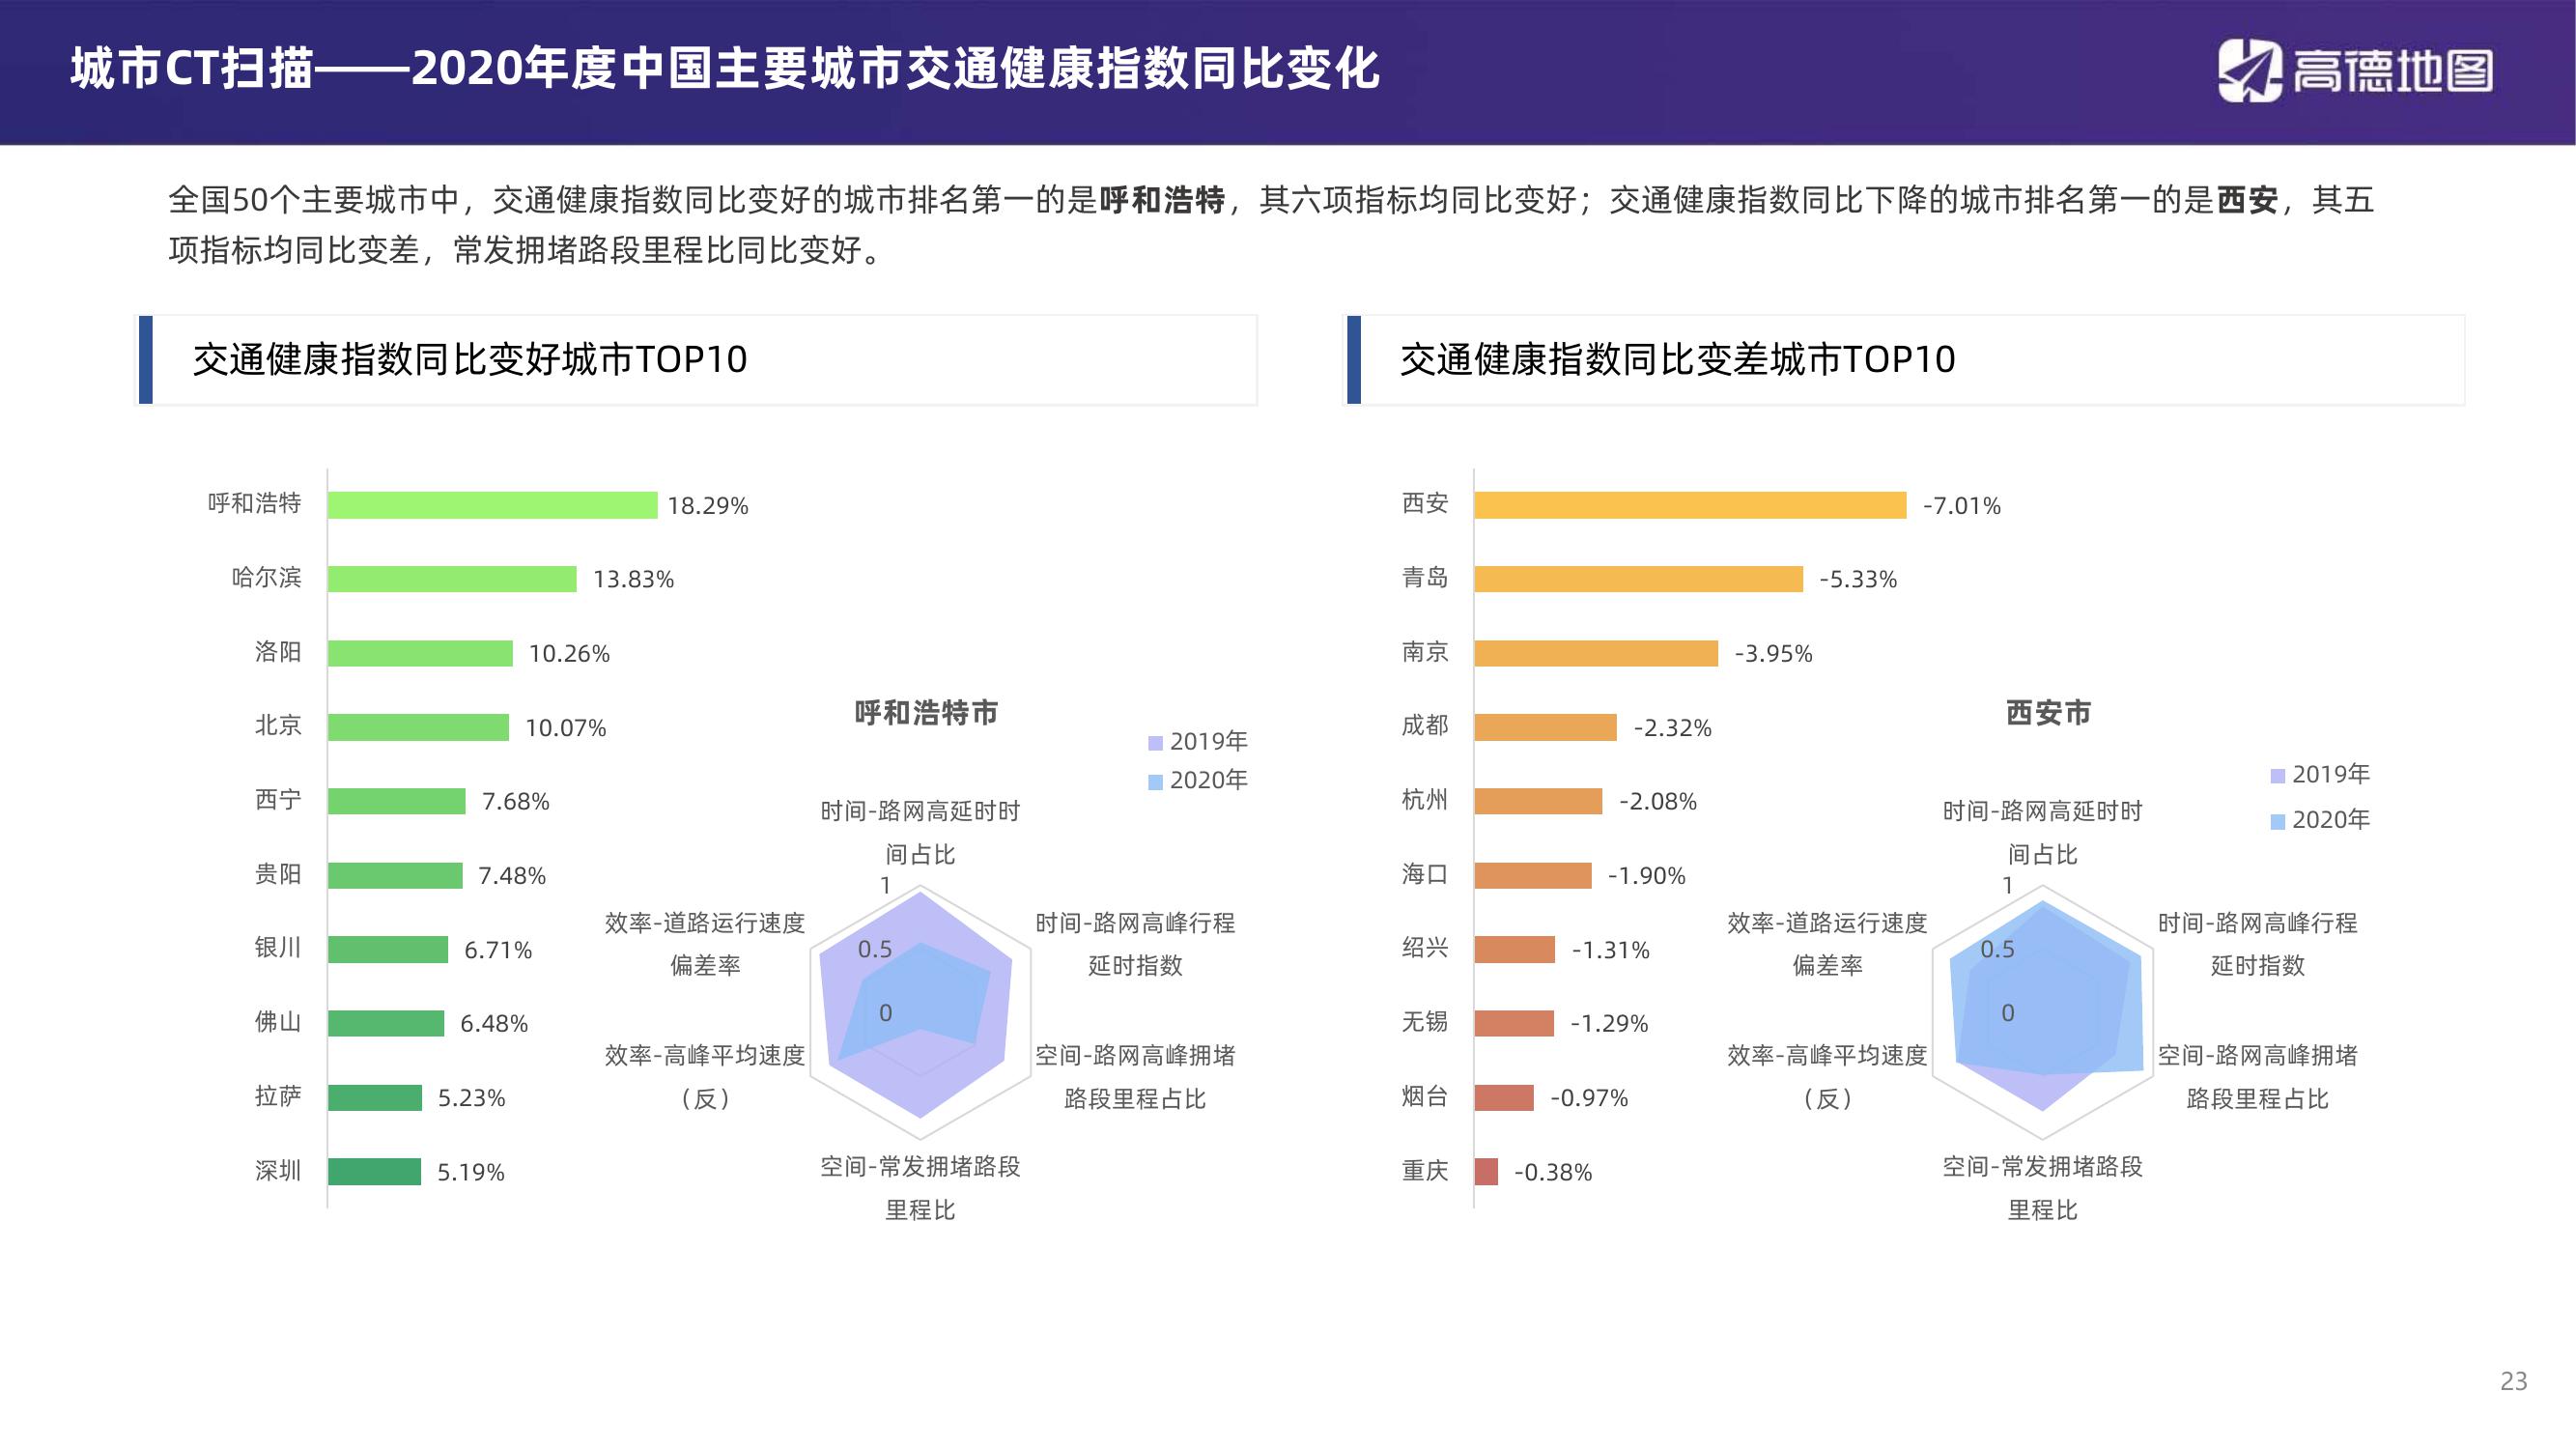 城市CT扫描——2020年度中国主要城市交通健康指数同比变化
高德地图
全国50个主要城市中，交通健康指数同比变好的城市排名第一的是呼和浩特，其六项指标均同比变好；交通健康指数同比下降的城市排名第一的是西安，其五
项指标均同比变差，常发拥堵路段里程比同比变好。
交通健康指数同比变好城市TOP10
呼和浩特 18.29%
哈尔滨 13.83%
洛阳 10.26%
北京 10.07%
西宁 7.68%
贵阳 7.48%
银川 6.71%
佛山 6.48%
拉萨 5.23%
深圳 5.19%
呼和浩特市
2019年
2020年
时间-路网高延时时
间占比
1
0.5
0
时间-路网高峰行程
延时指数
空间-路网高峰拥堵
路段里程占比
空间-常发拥堵路段
里程比
效率-高峰平均速度
（反）
效率-道路运行速度
偏差率
交通健康指数同比变差城市TOP10
西安 -7.01%
青岛 -5.33%
南京 -3.95%
成都 -2.32%
杭州 -2.08%
海口 -1.90%
绍兴 -1.31%
无锡 -1.29%
烟台 -0.97%
重庆 -0.38%
西安市
2019年
2020年
时间-路网高延时时
间占比
1
0.5
0
时间-路网高峰行程
延时指数
空间-路网高峰拥堵
路段里程占比
空间-常发拥堵路段
里程比
效率-高峰平均速度
（反）
效率-道路运行速度
偏差率
23